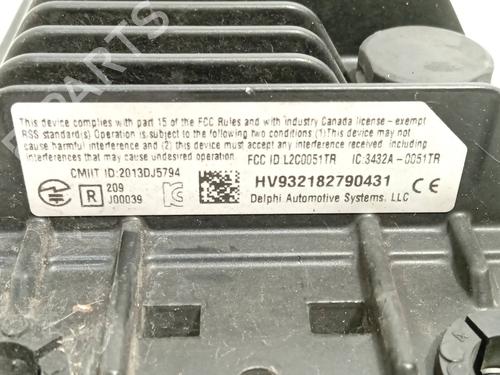 This device complies with part 15 of the FCC Rules and with industry Canada license - exempt
RSS standard(s) Operation is subject to the following two conditions (1)This device may not
cause harmful interference and (2) this device must accept any interference received including
interferences that may cause undesired operation.
FCC ID L2C0051TR IC:3432A-0051TR
CMIIT ID:2013DJ5794
R 209
J00039
HV932182790431
Delphi Automotive Systems. LLC
CE
A